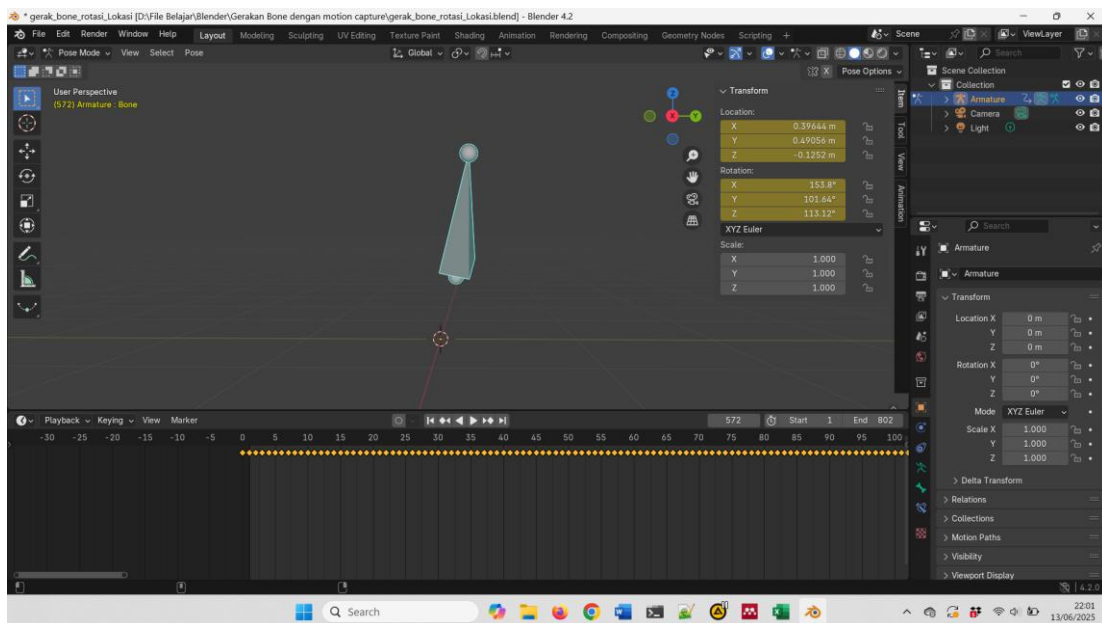 * gerak_bone_rotasi_Lokasi [D:\File Belajar\Blender\Gerakan Bone dengan motion capture\gerak_bone_rotasi_Lokasi.blend] - Blender 4.2
File Edit Render Window Help Layout Modeling Sculpting UV Editing Texture Paint Shading Animation Rendering Compositing Geometry Nodes Scripting + Scene ViewLayer
Pose Mode View Select Pose Global Search
X Pose Options
User Perspective
(572) Armature : Bone
Z
X
Y
Transform
Location:
X 0.39644 m
Y 0.49056 m
Z -0.1252 m
Rotation:
X 153.8°
Y 101.64°
Z 113.12°
XYZ Euler
Scale:
X 1.000
Y 1.000
Z 1.000
Item
Tool
View
Animation
Scene Collection
Collection
Armature
Camera
Light
Search
Armature
Armature
Transform
Location X 0 m
Y 0 m
Z 0 m
Rotation X 0°
Y 0°
Z 0°
Mode XYZ Euler
Scale X 1.000
Y 1.000
Z 1.000
Delta Transform
Relations
Collections
Motion Paths
Visibility
Viewport Display
Playback Keying View Marker 572 Start 1 End 802
-30 -25 -20 -15 -10 -5 0 5 10 15 20 25 30 35 40 45 50 55 60 65 70 75 80 85 90 95 100
4.2.0
Search
22:01
13/06/2025